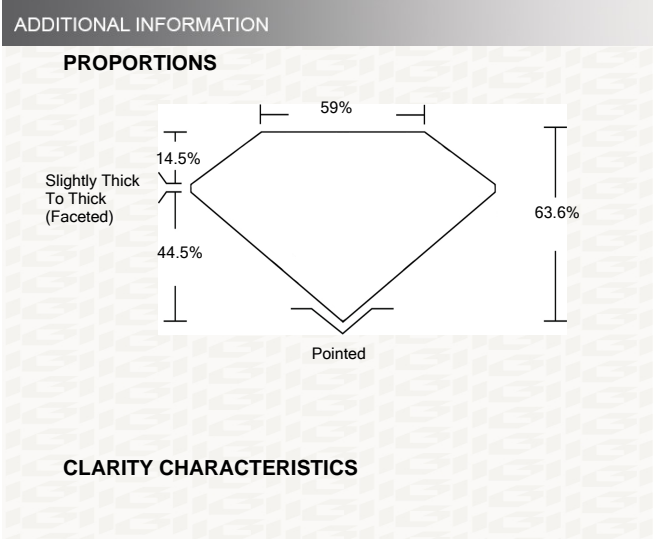 ADDITIONAL INFORMATION
PROPORTIONS
59%
14.5%
Slightly Thick
To Thick
(Faceted)
63.6%
44.5%
Pointed
CLARITY CHARACTERISTICS